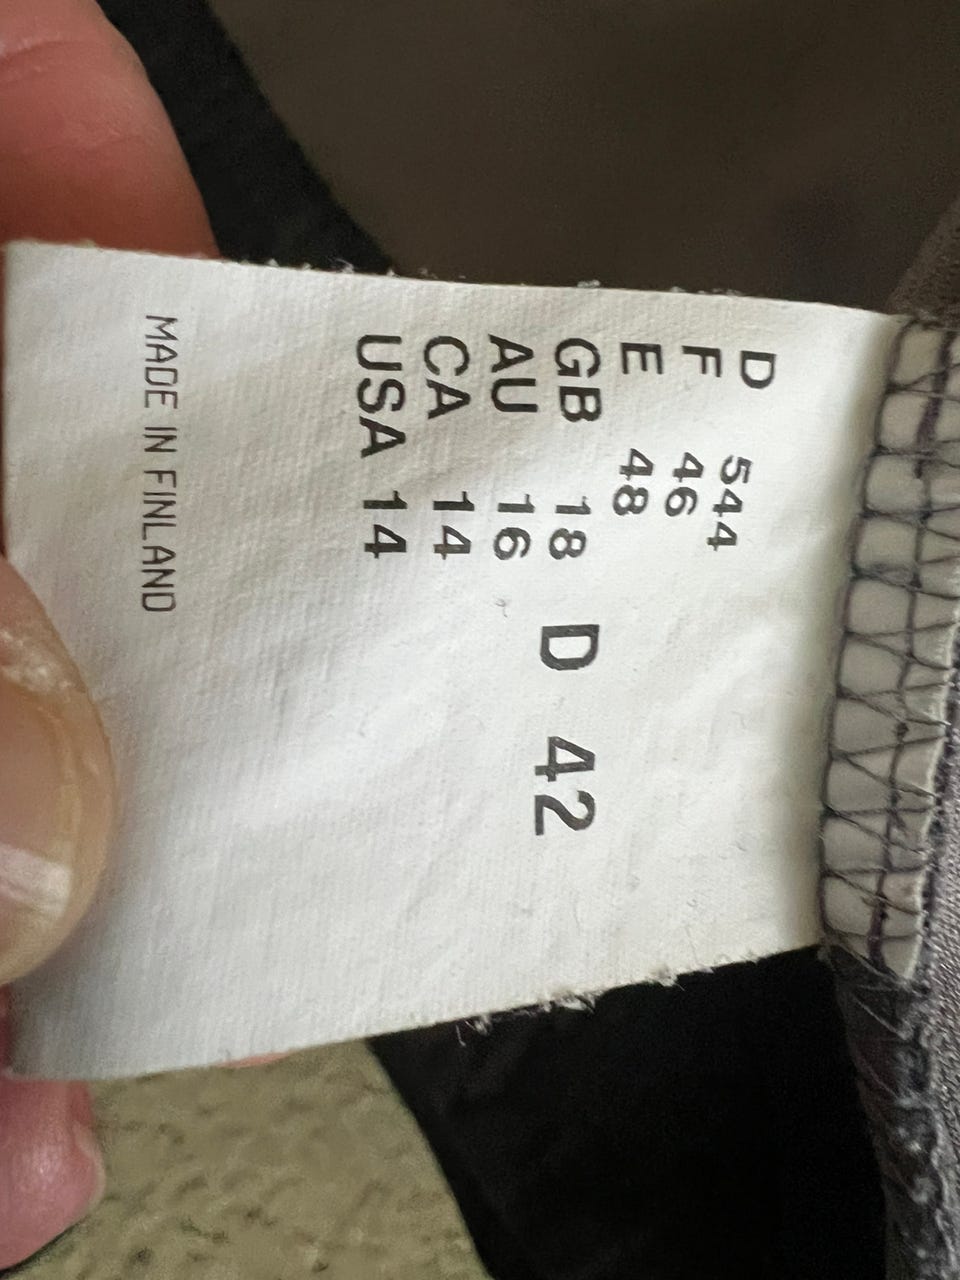 D 544
F 46
E 48
GB 18
AU 16
CA 14
USA 14
D 42
MADE IN FINLAND